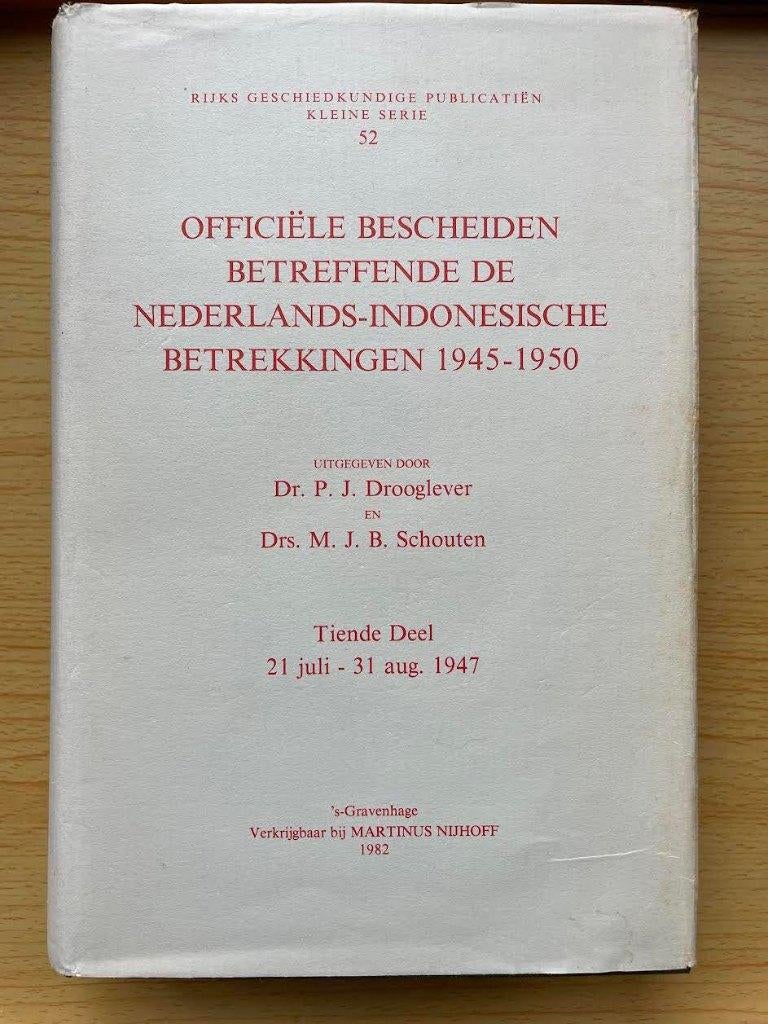 RIJKS GESCHIEDKUNDIGE PUBLICATIËN
KLEINE SERIE
52
OFFICIËLE BESCHEIDEN
BETREFFENDE DE
NEDERLANDS-INDONESISCHE
BETREKKINGEN 1945-1950
UITGEGEVEN DOOR
Dr. P. J. Drooglever
EN
Drs. M. J. B. Schouten
Tiende Deel
21 juli - 31 aug. 1947
's-Gravenhage
Verkrijgbaar bij MARTINUS NIJHOFF
1982